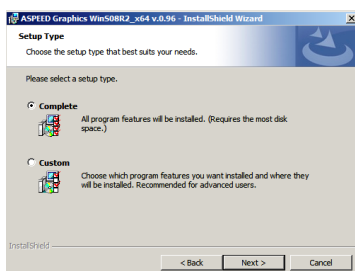 ASPEED Graphics WinS08R2_x64 v.0.96 - InstallShield Wizard
Setup Type
Choose the setup type that best suits your needs.
Please select a setup type.
Complete
All program features will be installed. (Requires the most disk
space.)
Custom
Choose which program features you want installed and where they
will be installed. Recommended for advanced users.
InstallShield
< Back Next > Cancel